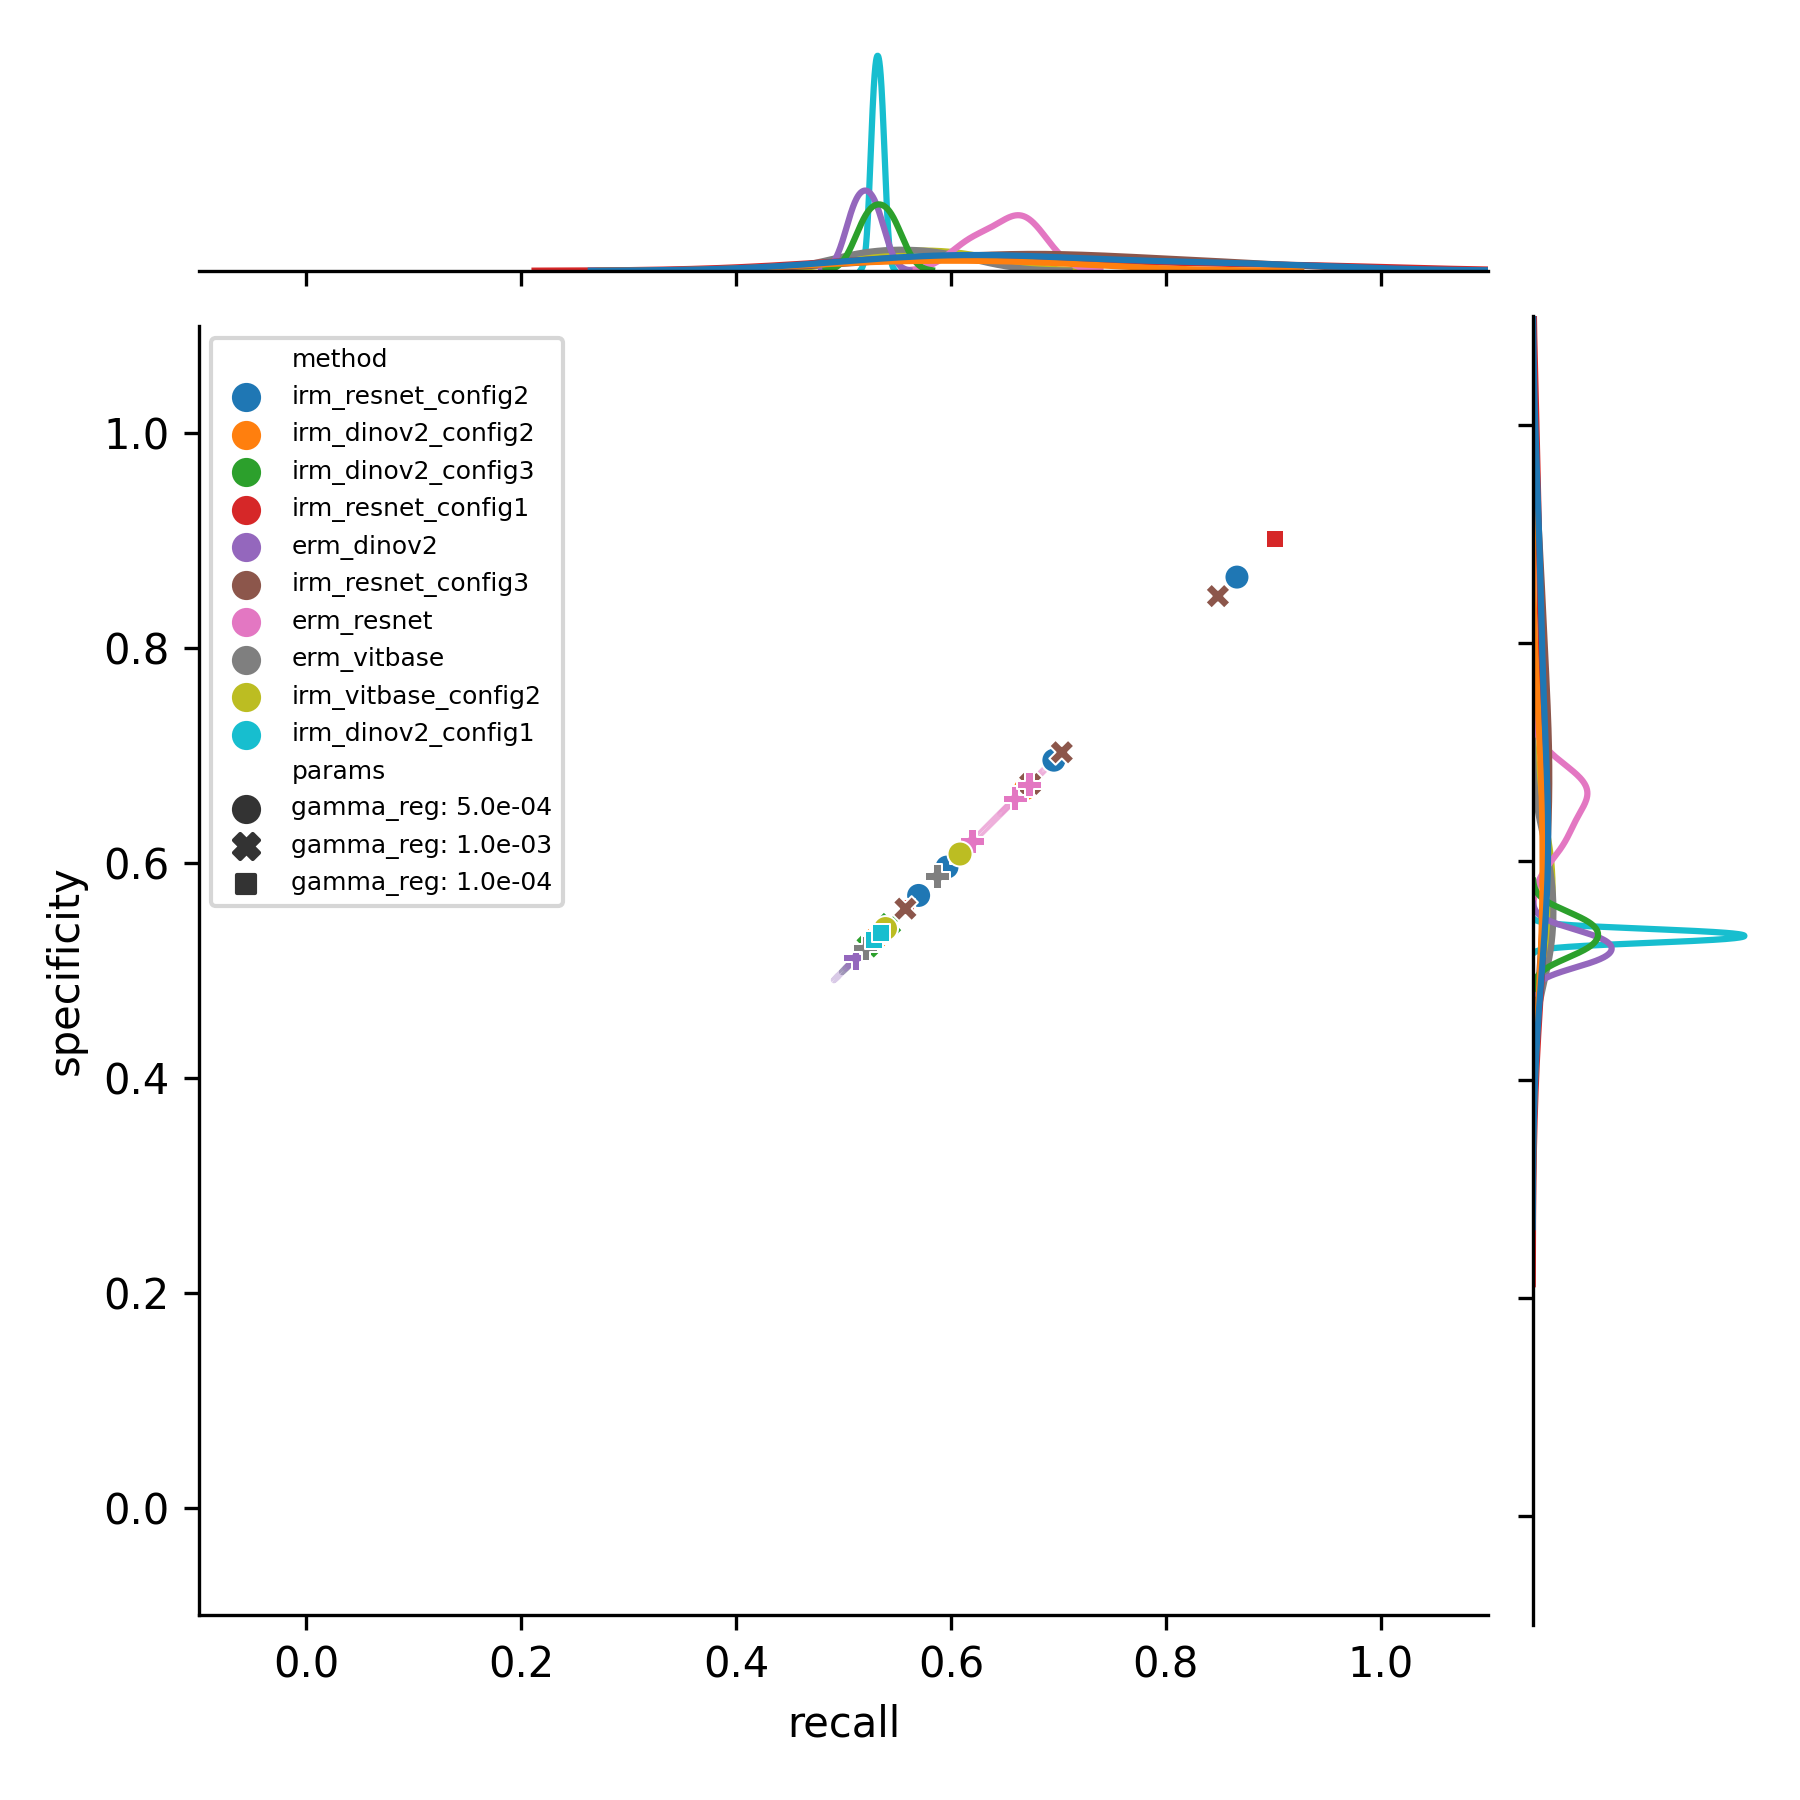 method
irm_resnet_config2
irm_dinov2_config2
irm_dinov2_config3
irm_resnet_config1
erm_dinov2
irm_resnet_config3
erm_resnet
erm_vitbase
irm_vitbase_config2
irm_dinov2_config1
params
gamma_reg: 5.0e-04
gamma_reg: 1.0e-03
gamma_reg: 1.0e-04
1.0
0.8
0.6
0.4
0.2
0.0
specificity
0.0 0.2 0.4 0.6 0.8 1.0
recall